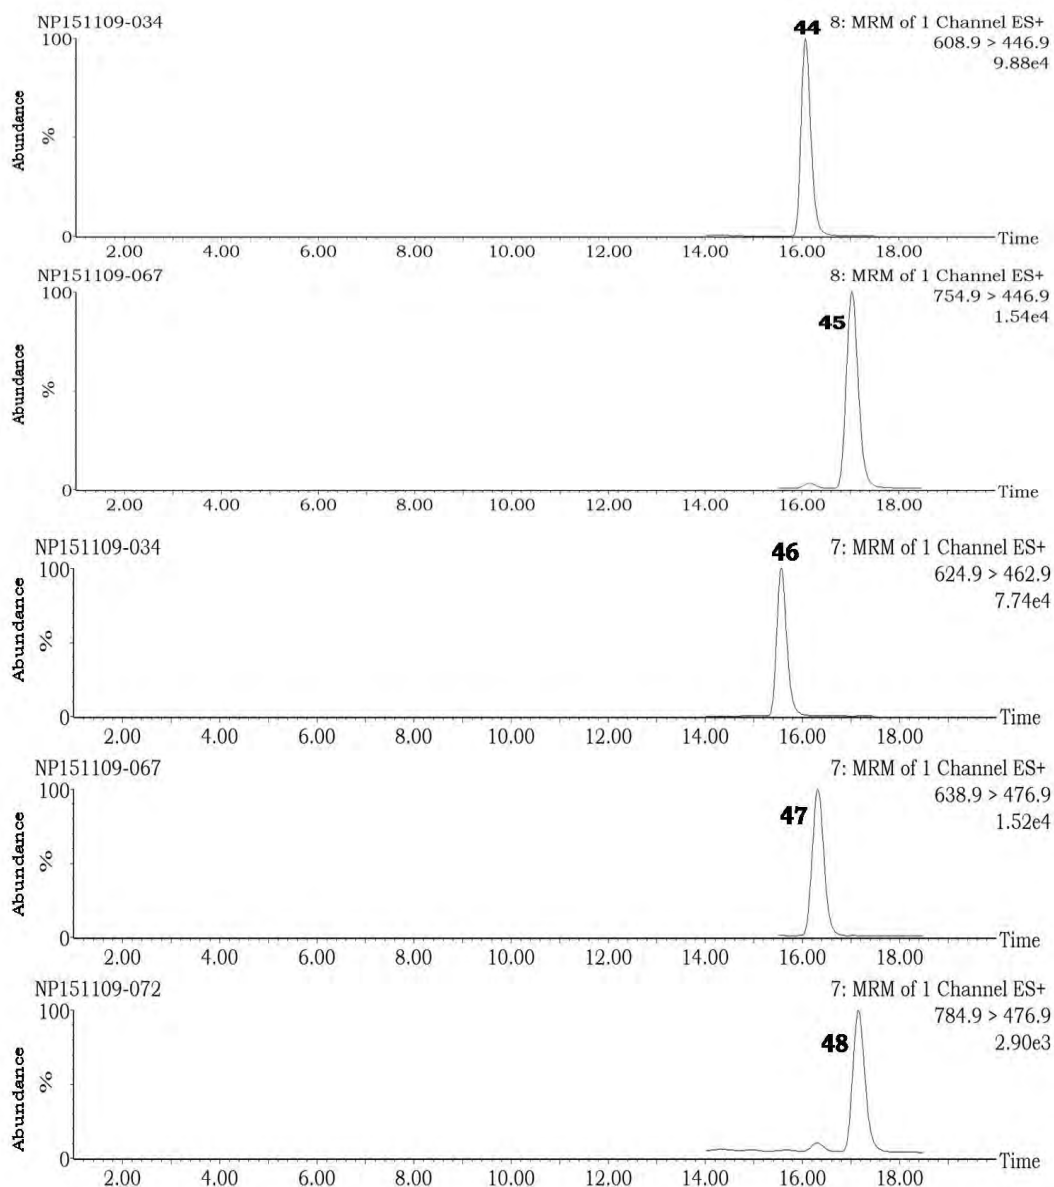 NP151109-034 44 8: MRM of 1 Channel ES+
608.9 > 446.9
9.88e4
100
Abundance
%
0
Time
2.00 4.00 6.00 8.00 10.00 12.00 14.00 16.00 18.00
NP151109-067 8: MRM of 1 Channel ES+
754.9 > 446.9
1.54e4
100
45
Abundance
%
0
Time
2.00 4.00 6.00 8.00 10.00 12.00 14.00 16.00 18.00
NP151109-034 46 7: MRM of 1 Channel ES+
624.9 > 462.9
7.74e4
100
Abundance
%
0
Time
2.00 4.00 6.00 8.00 10.00 12.00 14.00 16.00 18.00
NP151109-067 7: MRM of 1 Channel ES+
638.9 > 476.9
1.52e4
100
47
Abundance
%
0
Time
2.00 4.00 6.00 8.00 10.00 12.00 14.00 16.00 18.00
NP151109-072 7: MRM of 1 Channel ES+
784.9 > 476.9
2.90e3
100
48
Abundance
%
0
Time
2.00 4.00 6.00 8.00 10.00 12.00 14.00 16.00 18.00